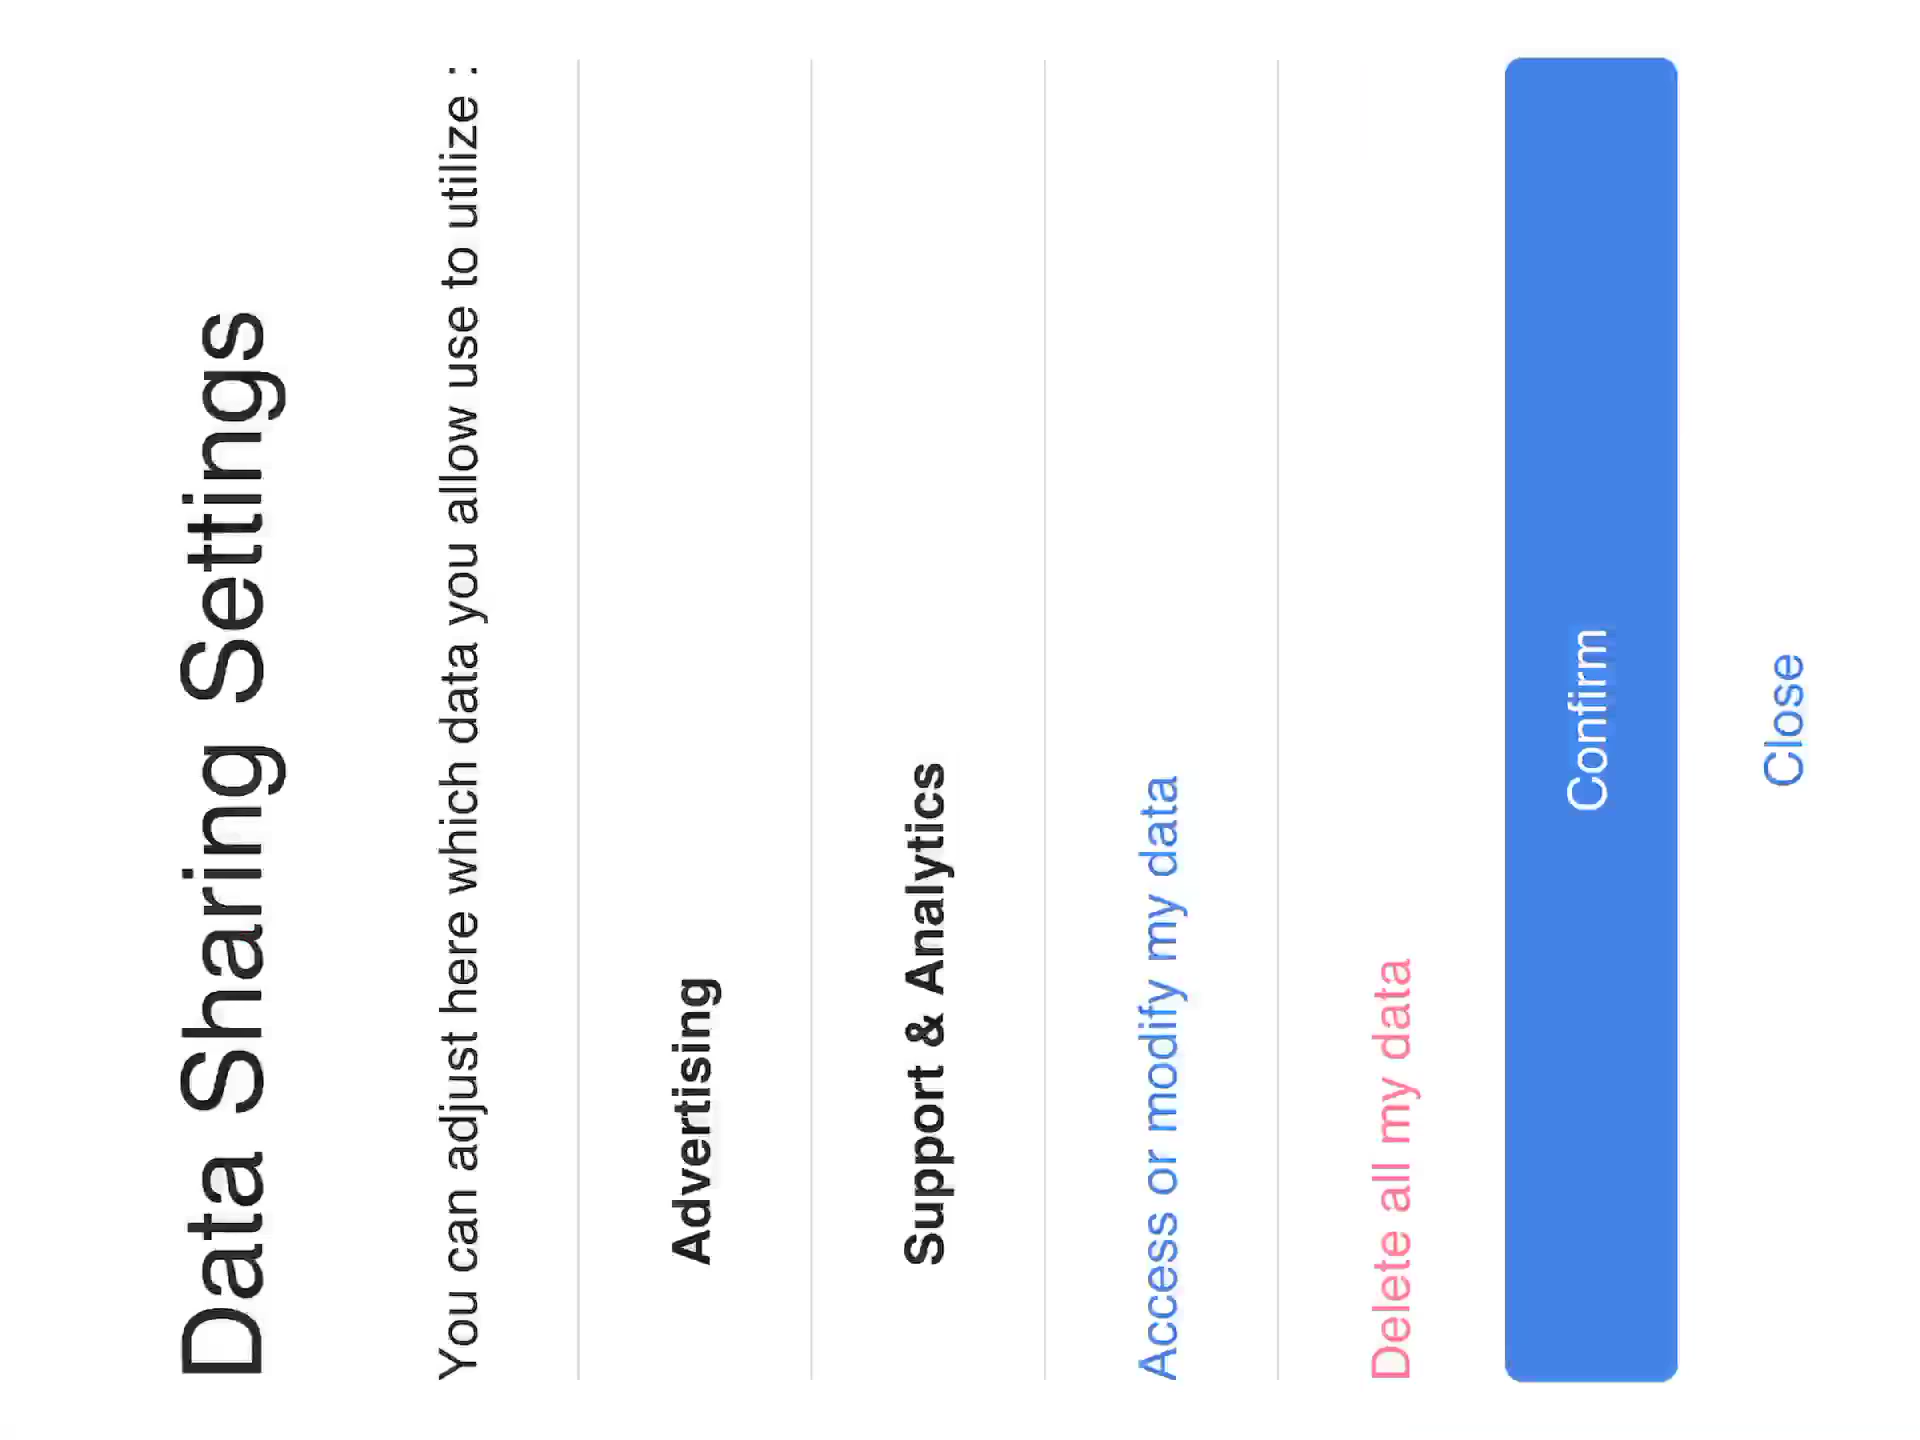 Data Sharing Settings
You can adjust here which data you allow use to utilize :
Advertising
Support & Analytics
Access or modify my data
Delete all my data
Confirm
Close